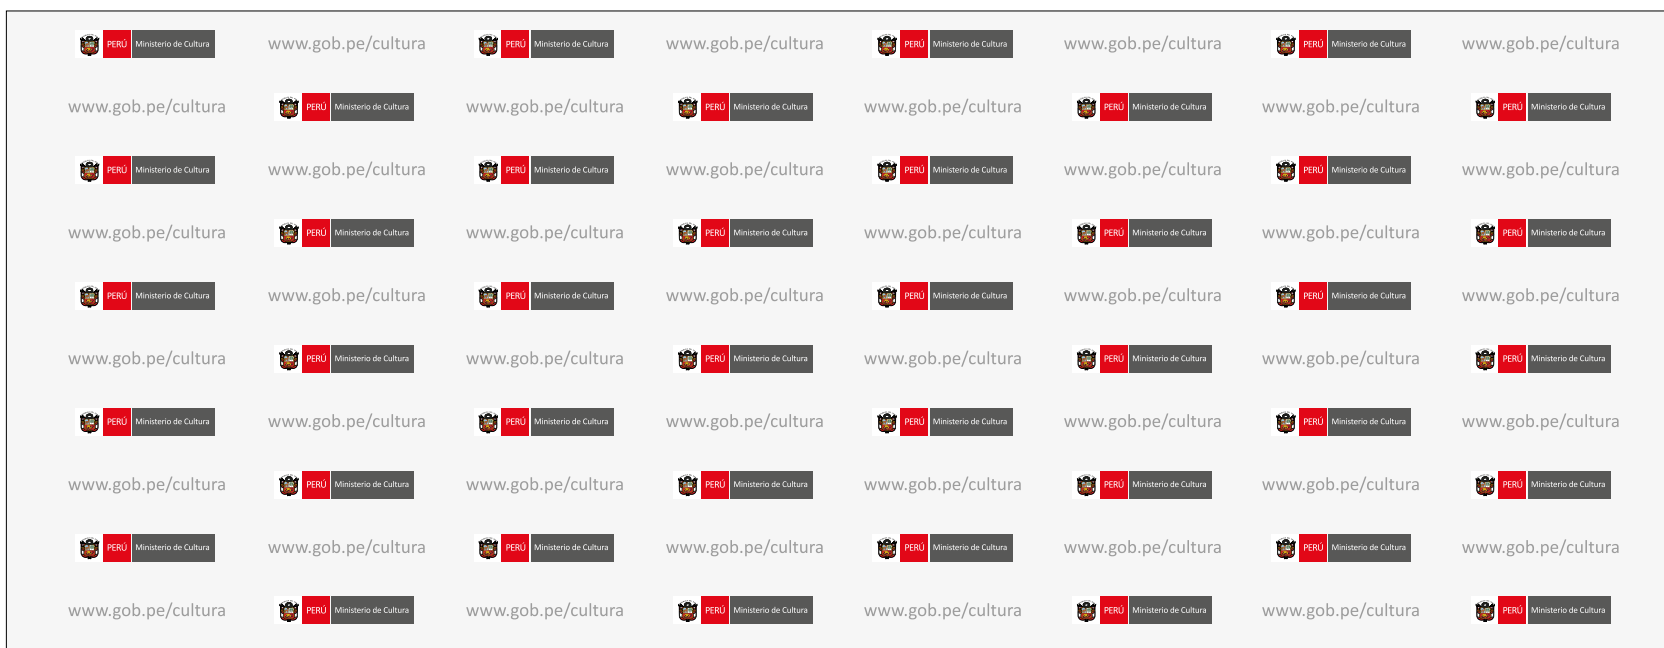 PERÚ Ministerio de Cultura www.gob.pe/cultura PERÚ Ministerio de Cultura www.gob.pe/cultura PERÚ Ministerio de Cultura www.gob.pe/cultura PERÚ Ministerio de Cultura www.gob.pe/cultura
www.gob.pe/cultura PERÚ Ministerio de Cultura www.gob.pe/cultura PERÚ Ministerio de Cultura www.gob.pe/cultura PERÚ Ministerio de Cultura www.gob.pe/cultura PERÚ Ministerio de Cultura
PERÚ Ministerio de Cultura www.gob.pe/cultura PERÚ Ministerio de Cultura www.gob.pe/cultura PERÚ Ministerio de Cultura www.gob.pe/cultura PERÚ Ministerio de Cultura www.gob.pe/cultura
www.gob.pe/cultura PERÚ Ministerio de Cultura www.gob.pe/cultura PERÚ Ministerio de Cultura www.gob.pe/cultura PERÚ Ministerio de Cultura www.gob.pe/cultura PERÚ Ministerio de Cultura
PERÚ Ministerio de Cultura www.gob.pe/cultura PERÚ Ministerio de Cultura www.gob.pe/cultura PERÚ Ministerio de Cultura www.gob.pe/cultura PERÚ Ministerio de Cultura www.gob.pe/cultura
www.gob.pe/cultura PERÚ Ministerio de Cultura www.gob.pe/cultura PERÚ Ministerio de Cultura www.gob.pe/cultura PERÚ Ministerio de Cultura www.gob.pe/cultura PERÚ Ministerio de Cultura
PERÚ Ministerio de Cultura www.gob.pe/cultura PERÚ Ministerio de Cultura www.gob.pe/cultura PERÚ Ministerio de Cultura www.gob.pe/cultura PERÚ Ministerio de Cultura www.gob.pe/cultura
www.gob.pe/cultura PERÚ Ministerio de Cultura www.gob.pe/cultura PERÚ Ministerio de Cultura www.gob.pe/cultura PERÚ Ministerio de Cultura www.gob.pe/cultura PERÚ Ministerio de Cultura
PERÚ Ministerio de Cultura www.gob.pe/cultura PERÚ Ministerio de Cultura www.gob.pe/cultura PERÚ Ministerio de Cultura www.gob.pe/cultura PERÚ Ministerio de Cultura www.gob.pe/cultura
www.gob.pe/cultura PERÚ Ministerio de Cultura www.gob.pe/cultura PERÚ Ministerio de Cultura www.gob.pe/cultura PERÚ Ministerio de Cultura www.gob.pe/cultura PERÚ Ministerio de Cultura